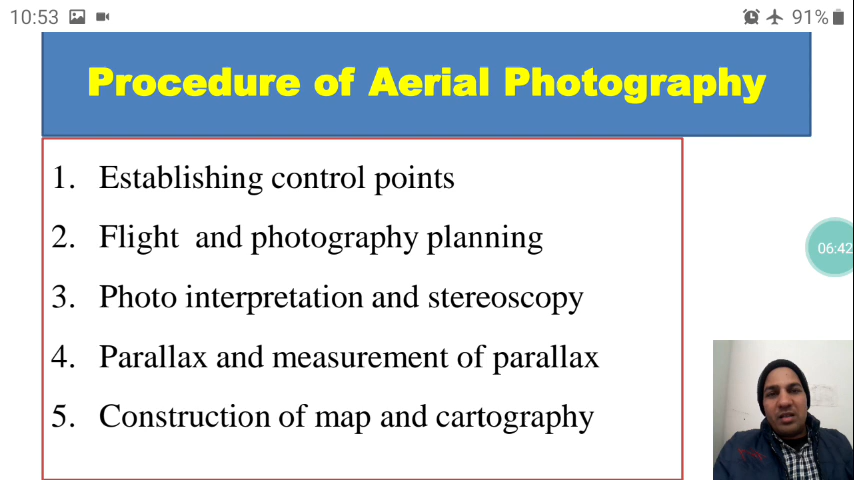 10:53 91%
Procedure of Aerial Photography
1. Establishing control points
2. Flight and photography planning
06:42
3. Photo interpretation and stereoscopy
4. Parallax and measurement of parallax
5. Construction of map and cartography